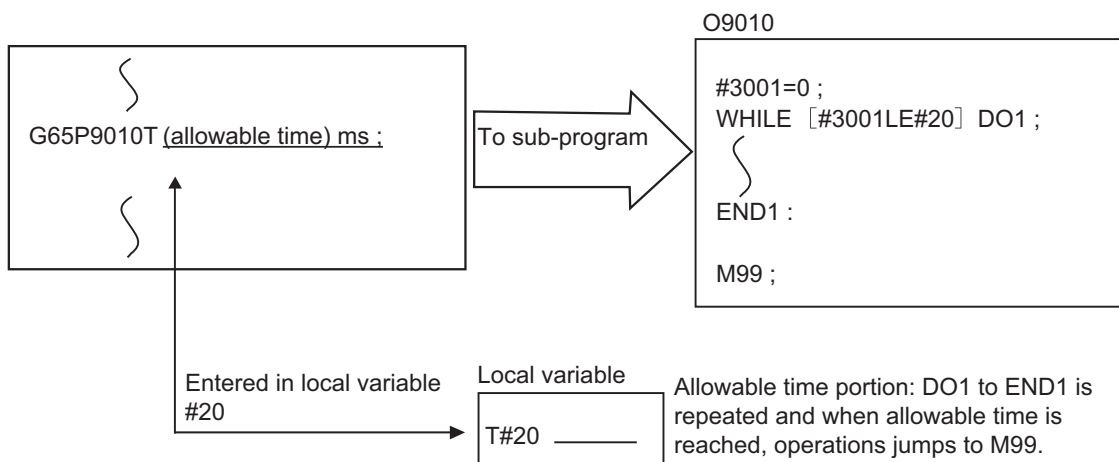 O9010
G65P9010T (allowable time) ms ;
To sub-program
#3001=0 ;
WHILE [#3001LE#20] DO1 ;
END1 :
M99 ;
Entered in local variable
#20
Local variable
T#20
Allowable time portion: DO1 to END1 is
repeated and when allowable time is
reached, operations jumps to M99.